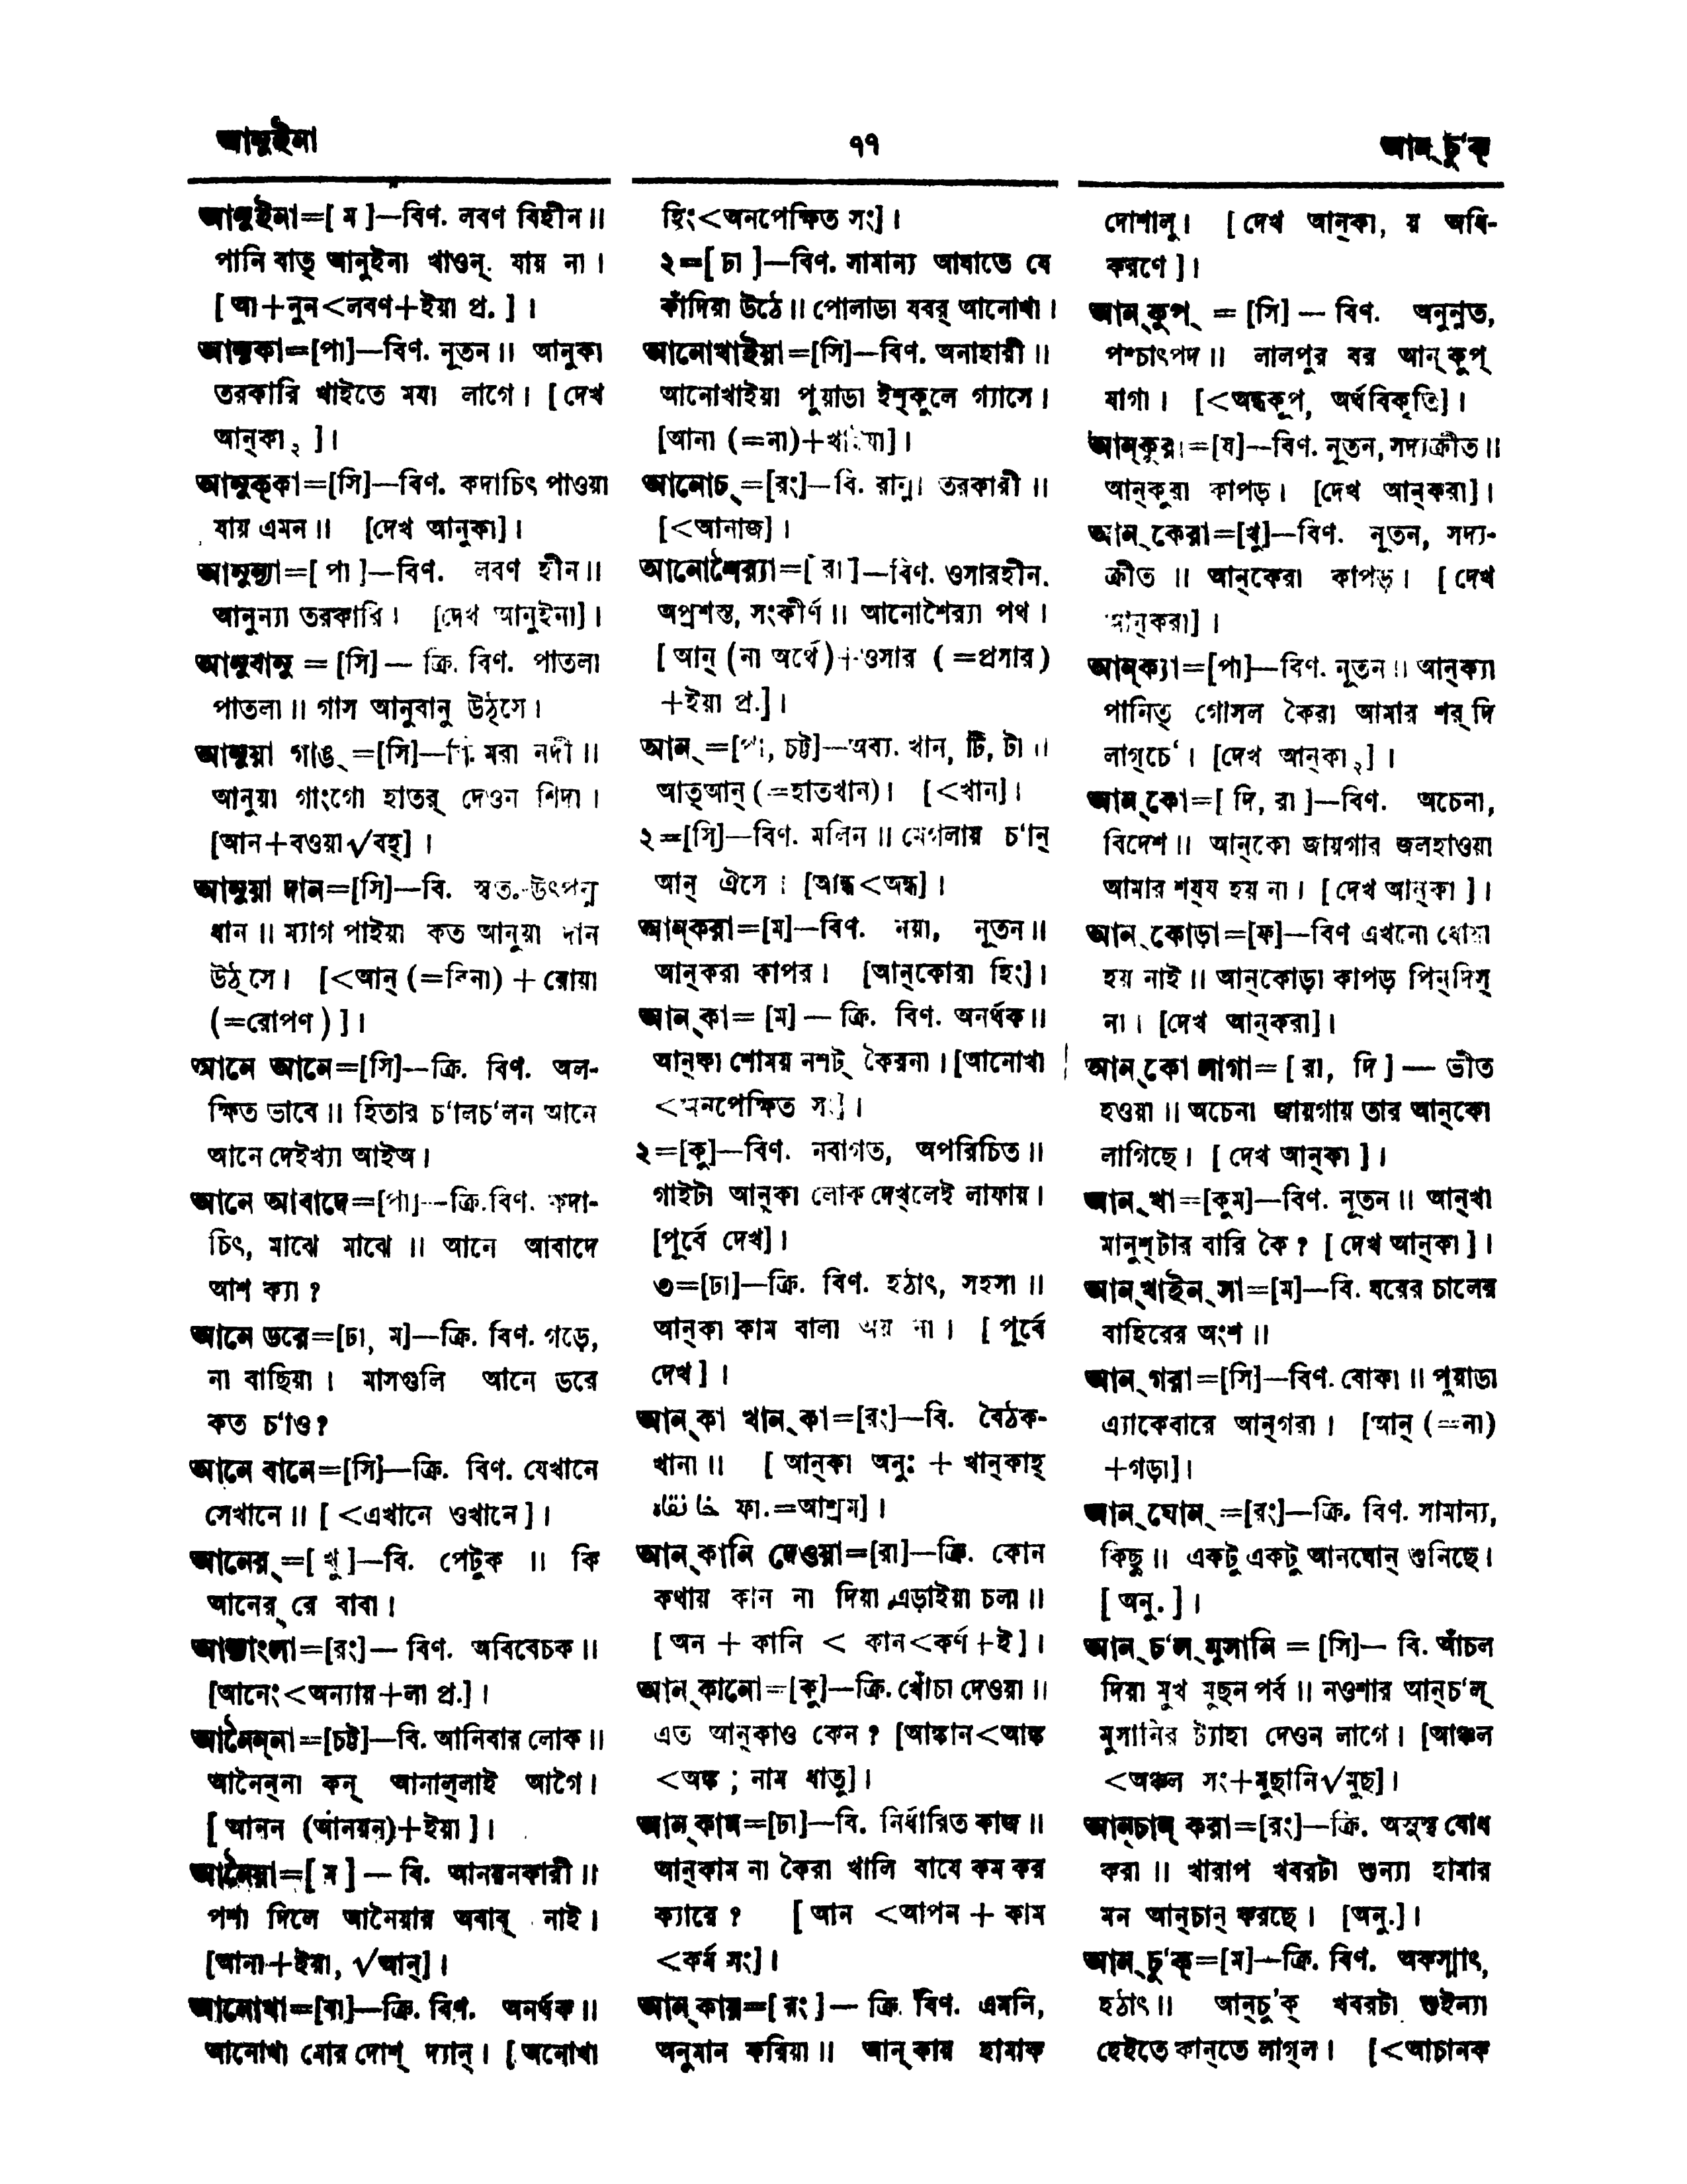 আনুইনা
৭৭
আন্ চু'ক্
আনুইনা=[ ম ]—বিণ. লবণ বিহীন॥
পানি বাত্ আনুইনা খাওন্ যায় না।
[ আ+নুন<লবণ+ইয়া প্র. ]।
আনুকা=[পা]—বিণ. নূতন॥ আনুকা
তরকারি খাইতে মযা লাগে। [ দেখ
আন্‌কা২ ]।
আনুক্‌কা=[সি]—বিণ. কদাচিৎ পাওয়া
যায় এমন॥ [দেখ আনুকা]।
আনুন্যা=[ পা ]—বিণ. লবণ হীন॥
আনুন্যা তরকারি। [দেখ আনুইনা]।
আনুবানু = [সি] — ক্রি. বিণ. পাতলা
পাতলা॥ গাস আনুবানু উঠ্‌সে।
আনুয়া গাঙ্ =[সি]—বি. মরা নদী॥
আনুয়া গাংগো হাতর্ দেওন শিদা।
[আন+বওয়া√বহ্]।
আনুয়া দান=[সি]—বি. স্বত-উৎপন্ন
ধান॥ ম্যাগ পাইয়া কত আনুয়া দান
উঠ্‌সে। [<আন্ (=বিনা) + রোয়া
(=রোপণ) ]।
আনে আনে=[সি]—ক্রি. বিণ. অল-
ক্ষিত ভাবে॥ হিতার চ'ালচ'লন আনে
আনে দেইখ্যা আইঅ।
আনে আবাদে=[পা]—ক্রি.বিণ. কদা-
চিৎ, মাঝে মাঝে॥ আনে আবাদে
আশ ক্যা?
আনে ডরে=[ঢা, ম]—ক্রি. বিণ. গড়ে,
না বাছিয়া। মাসগুলি আনে ডরে
কত চ'াও?
আনে বানে=[সি]—ক্রি. বিণ. যেখানে
সেখানে॥ [ <এখানে ওখানে]।
আনের্ =[ খু ]—বি. পেটুক॥ কি
আনের্ রে বাবা।
আন্তাংলা=[রং]— বিণ. অবিবেচক॥
[আনেং<অন্যায়+লা প্র.]।
আনৈন্‌না=[চট্ট]—বি. আনিবার লোক॥
আনৈন্‌না কন্ আনাল্‌লাই আগৈ।
[ আনন (আনয়ন)+ইয়া ]।
আনৈয়া=[ ম ] — বি. আনয়নকারী॥
পশা দিলে আনৈয়ার অবাব্ নাই।
[আনা+ইয়া, √আন্]।
আনোখা=[বা]—ক্রি. বিণ. অনর্থক॥
আনোখা মোর দোশ্ দ্যান্। [ অনোখা
হিং<অনপেক্ষিত সং]।
২=[ ঢা ]—বিণ. সামান্য আঘাতে যে
কাঁদিয়া উঠে॥ পোলাডা যবর্ আনোখা।
আনোখাইয়া=[সি]—বিণ. অনাহারী॥
আনোখাইয়া পুয়াডা ইশ্‌কুলে গ্যাসে।
[আনা (=না)+খাইয়া]।
আনোচ্ =[রং]—বি. রান্না তরকারী॥
[<আনাজ]।
আনোশৈর‍্যা=[ রা ]—বিণ. ওসারহীন.
অপ্রশস্ত, সংকীর্ণ॥ আনোশৈর‍্যা পথ।
[ আন্ (না অর্থে)+ওসার (=প্রসার)
+ইয়া প্র.]।
আন্ =[পা, চট্ট]—অব্য. খান, টি, টা॥
আত্‌আন্ (=হাতখান)। [<খান]।
২=[সি]—বিণ. মলিন॥ মেগলায় চ'ান্
আন্ ঐসে। [আন্ধ<অন্ধ]।
আন্‌করা=[ম]—বিণ. নয়া, নূতন॥
আন্‌করা কাপর। [আন্‌কোরা হিং]।
আন্‌কা= [ম] — ক্রি. বিণ. অনর্থক॥
আন্‌কা শোময় নশট্ কৈরনা। [আনোখা
<অনপেক্ষিত সং]।
২=[কু]—বিণ. নবাগত, অপরিচিত॥
গাইটা আন্‌কা লোক দেখ্‌লেই লাফায়।
[পূর্বে দেখ]।
৩=[ঢা]—ক্রি. বিণ. হঠাৎ, সহসা॥
আন্‌কা কাম বালা অয় না। [ পূর্বে
দেখ]।
আন্‌কা খান্‌কা=[রং]—বি. বৈঠক-
খানা॥ [ আন্‌কা অনু: + খান্‌কাহ্
خانقاه ফা.=আশ্রম]।
আন্‌কানি দেওয়া=[রা]—ক্রি. কোন
কথায় কান না দিয়া এড়াইয়া চলা॥
[ অন + কানি < কান<কর্ণ+ই]।
আন্‌কানো=[কু]—ক্রি. খোঁচা দেওয়া॥
এত আন্‌কাও কেন? [আঙ্কান<আঙ্ক
<অঙ্ক; নাম ধাতু]।
আন্‌কাম=[ঢা]—বি. নির্ধারিত কাজ॥
আন্‌কাম না কৈরা খালি বাযে কম কর
ক্যারে? [ আন <আপন + কাম
<কর্ম সং]।
আন্‌কায়=[ রং ] — ক্রি. বিণ. এমনি,
অনুমান করিয়া॥ আন্‌কায় হামাক
দোশালু। [ দেখ আন্‌কা, য় অধি-
করণে]।
আন্‌কুপ্ = [সি] — বিণ. অনুন্নত,
পশ্চাৎপদ॥ লালপুর বর আন্‌কুপ্
যাগা। [<অন্ধকূপ, অর্থবিকৃতি]।
আন্‌কুরা=[য]—বিণ. নূতন, সদ্যক্রীত॥
আন্‌কুরা কাপড়। [দেখ আন্‌করা]।
আন্‌কেরা=[খু]—বিণ. নূতন, সদ্য-
ক্রীত॥ আন্‌কেরা কাপড়। [ দেখ
আন্‌করা]।
আন্‌ক্যা=[পা]—বিণ. নূতন॥ আন্‌ক্যা
পানিত্ গোসল কৈরা আমার শর্‌দি
লাগ্‌চে'। [দেখ আন্‌কা২]।
আন্‌কো=[ দি, রা ]—বিণ. অচেনা,
বিদেশ॥ আন্‌কো জায়গার জলহাওয়া
আমার শয্‌য হয় না। [ দেখ আন্‌কা ]।
আন্‌কোড়া=[ফ]—বিণ এখনো ধোয়া
হয় নাই॥ আন্‌কোড়া কাপড় পিন্‌দিস্
না। [দেখ আন্‌করা]।
আন্‌কো লাগা= [ রা, দি ] — ভীত
হওয়া॥ অচেনা জায়গায় তার আন্‌কো
লাগিছে। [ দেখ আন্‌কা ]।
আন্‌খা=[কুম]—বিণ. নূতন॥ আন্‌খা
মানুশ্‌টার বারি কৈ? [ দেখ আন্‌কা ]।
আন্‌খাইন্‌সা=[ম]—বি. ঘরের চালের
বাহিরের অংশ॥
আন্‌গরা=[সি]—বিণ. বোকা॥ পুয়াডা
এ্যাকেবারে আন্‌গরা। [আন্ (=না)
+গড়া]।
আন্‌ঘোন্ =[রং]—ক্রি. বিণ. সামান্য,
কিছু॥ একটু একটু আনঘোন্ শুনিছে।
[ অনু. ]।
আন্‌চ'ল্ মুসানি = [সি]— বি. আঁচল
দিয়া মুখ মুছন পর্ব॥ নওশার আন্‌চ'ল্
মুসানির ট্যাহা দেওন লাগে। [আঞ্চল
<অঞ্চল সং+মুছানি√মুছ]।
আন্‌চান্ করা=[রং]—ক্রি. অসুস্থ বোধ
করা॥ খারাপ খবরটা শুন্যা হামার
মন আন্‌চান্ করছে। [অনু.]।
আন্‌চু'ক্=[ম]—ক্রি. বিণ. অকস্মাৎ,
হঠাৎ॥ আন্‌চু'ক্ খবরটা শুইন্যা
হেইতে কান্‌তে লাগ্‌ল। [<আচানক